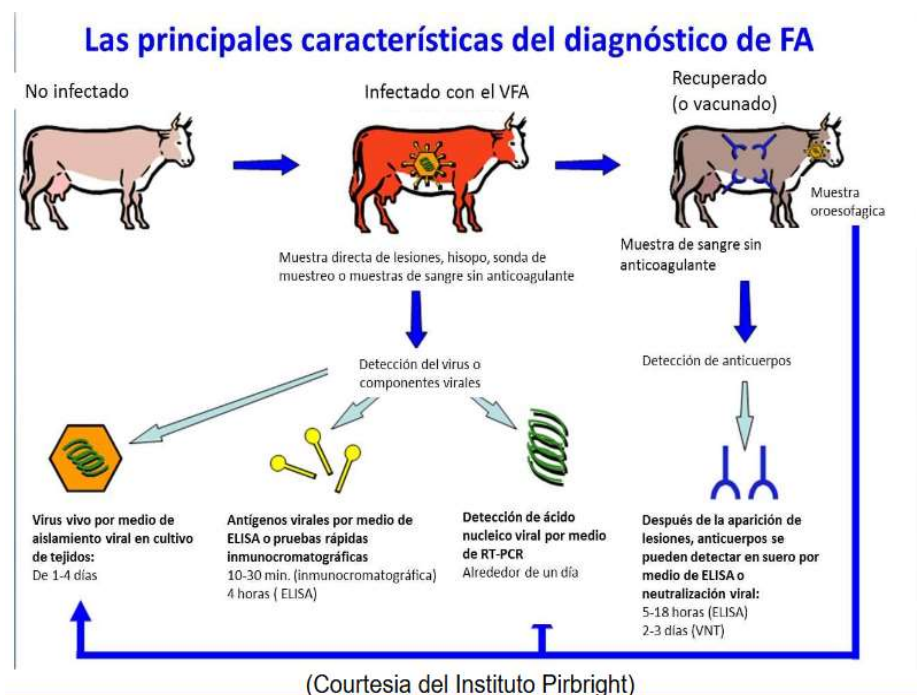 Las principales características del diagnóstico de FA
No infectado
Infectado con el VFA
Recuperado
(o vacunado)
Muestra
oroesofagica
Muestra directa de lesiones, hisopo, sonda de
muestreo o muestras de sangre sin anticoagulante
Muestra de sangre sin
anticoagulante
Detección del virus o
componentes virales
Detección de anticuerpos
Virus vivo por medio de
aislamiento viral en cultivo
de tejidos:
De 1-4 días
Antígenos virales por medio de
ELISA o pruebas rápidas
inmunocromatográficas
10-30 min. (inmunocromatográfica)
4 horas ( ELISA)
Detección de ácido
nucleico viral por medio
de RT-PCR
Alrededor de un día
Después de la aparición de
lesiones, anticuerpos se
pueden detectar en suero por
medio de ELISA o
neutralización viral:
5-18 horas (ELISA)
2-3 días (VNT)
(Courtesia del Instituto Pirbright)